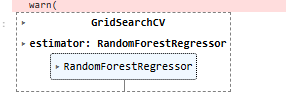 warn(
▸ GridSearchCV
▸ estimator: RandomForestRegressor
▸ RandomForestRegressor